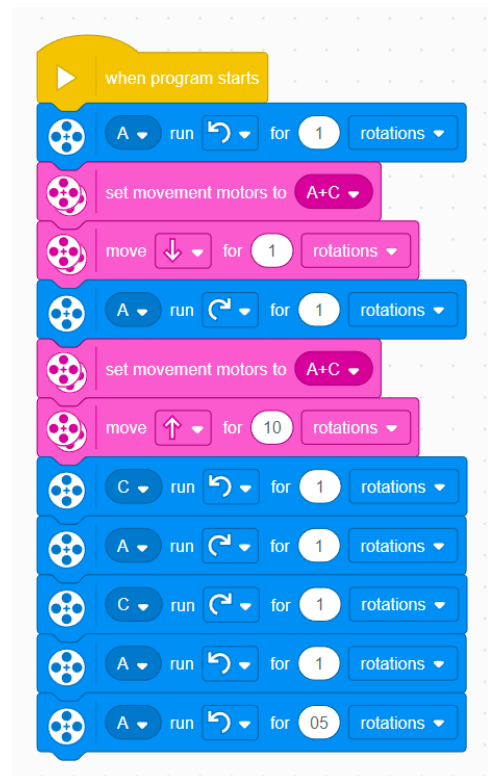 when program starts
A run for 1 rotations
set movement motors to A+C
move for 1 rotations
A run for 1 rotations
set movement motors to A+C
move for 10 rotations
C run for 1 rotations
A run for 1 rotations
C run for 1 rotations
A run for 1 rotations
A run for 05 rotations